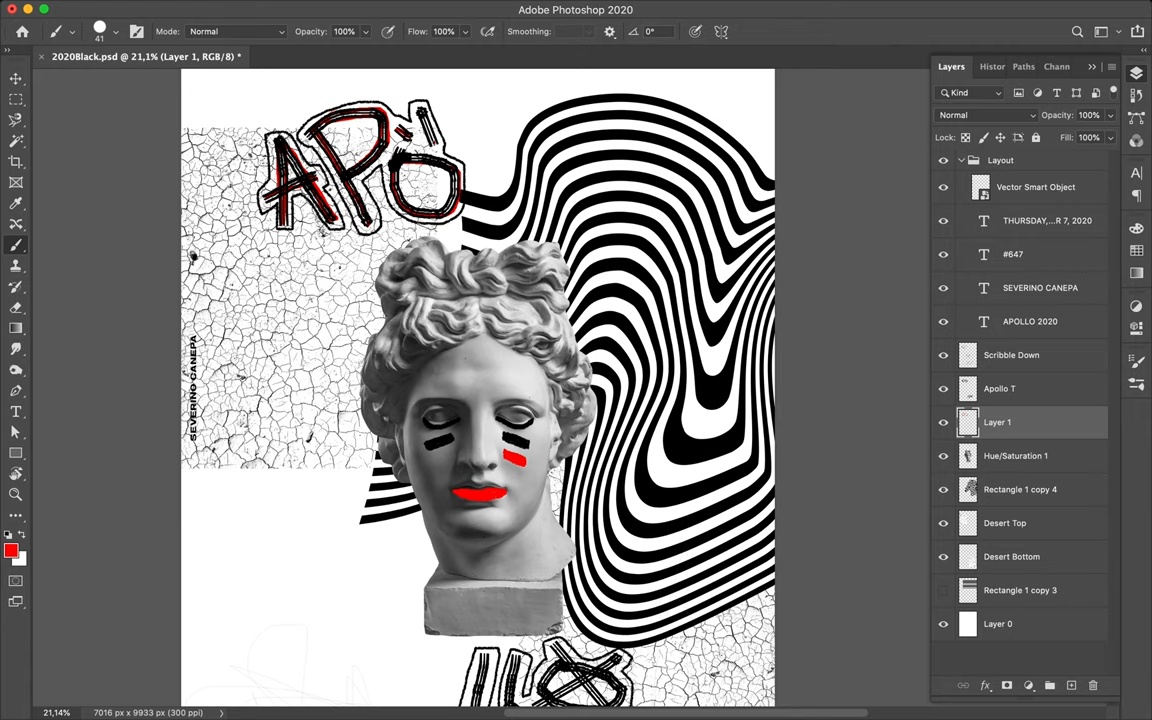 Adobe Photoshop 2020
41
Mode: Normal
Opacity: 100%
Flow: 100%
Smoothing:
0°
2020Black.psd @ 21,1% (Layer 1, RGB/8) *
Layers
Histor
Paths
Chann
Kind
Normal
Opacity: 100%
Lock:
Fill: 100%
Layout
Vector Smart Object
THURSDAY,...R 7, 2020
#647
SEVERINO CANEPA
APOLLO 2020
Scribble Down
Apollo T
Layer 1
Hue/Saturation 1
Rectangle 1 copy 4
Desert Top
Desert Bottom
Rectangle 1 copy 3
Layer 0
APO
SEVERINO CANEPA
LLO
21,14%
7016 px x 9933 px (300 ppi)